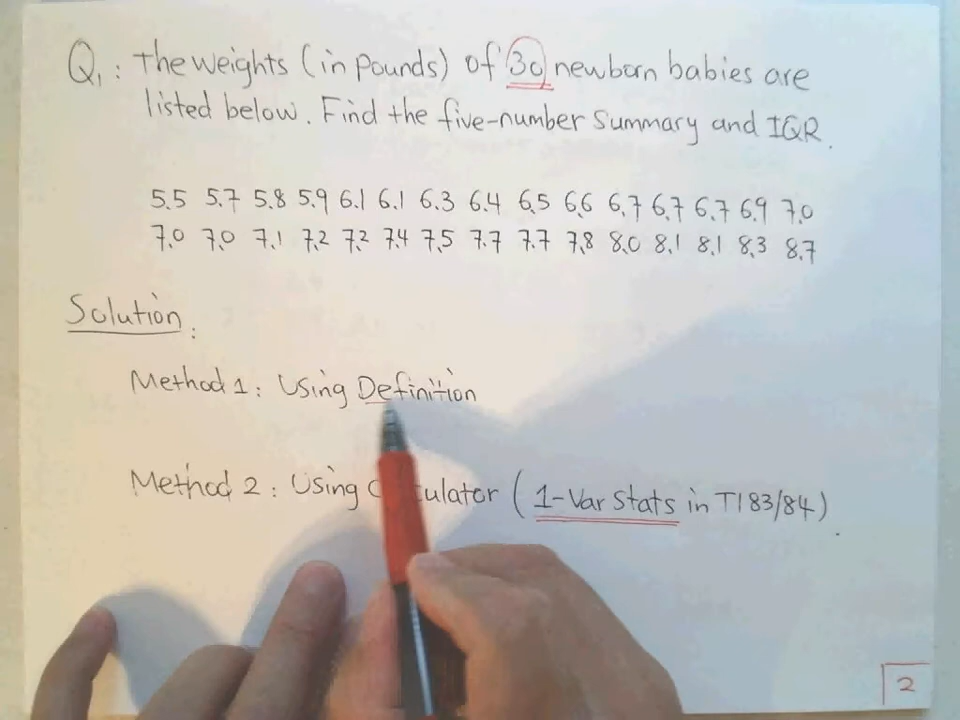 Q1: The weights (in pounds) of 30 newborn babies are
listed below. Find the five-number Summary and IQR.
5.5 5.7 5.8 5.9 6.1 6.1 6.3 6.4 6.5 6.6 6.7 6.7 6.7 6.9 7.0
7.0 7.0 7.1 7.2 7.2 7.4 7.5 7.7 7.7 7.8 8.0 8.1 8.1 8.3 8.7
Solution:
Method 1: Using Definition
Method 2: Using C ulator (1-Var Stats in TI 83/84)
2